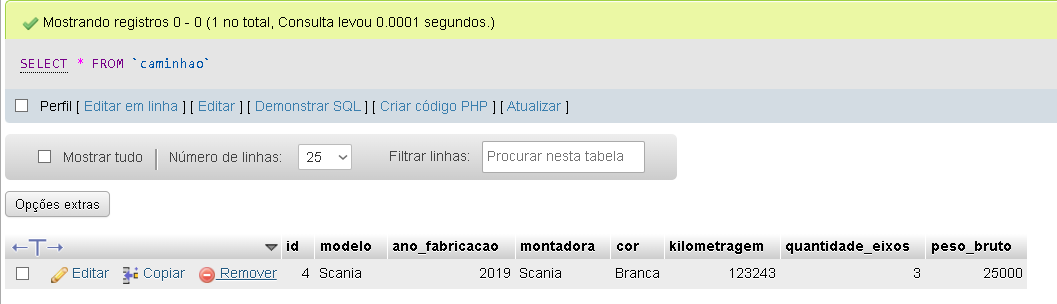 Mostrando registros 0 - 0 (1 no total, Consulta levou 0.0001 segundos.)
SELECT * FROM `caminhao`
Perfil [ Editar em linha ] [ Editar ] [ Demonstrar SQL ] [ Criar código PHP ] [ Atualizar ]
Mostrar tudo | Número de linhas: 25 Filtrar linhas: Procurar nesta tabela
Opções extras
←T→ id modelo ano_fabricacao montadora cor kilometragem quantidade_eixos peso_bruto
Editar Copiar Remover 4 Scania 2019 Scania Branca 123243 3 25000